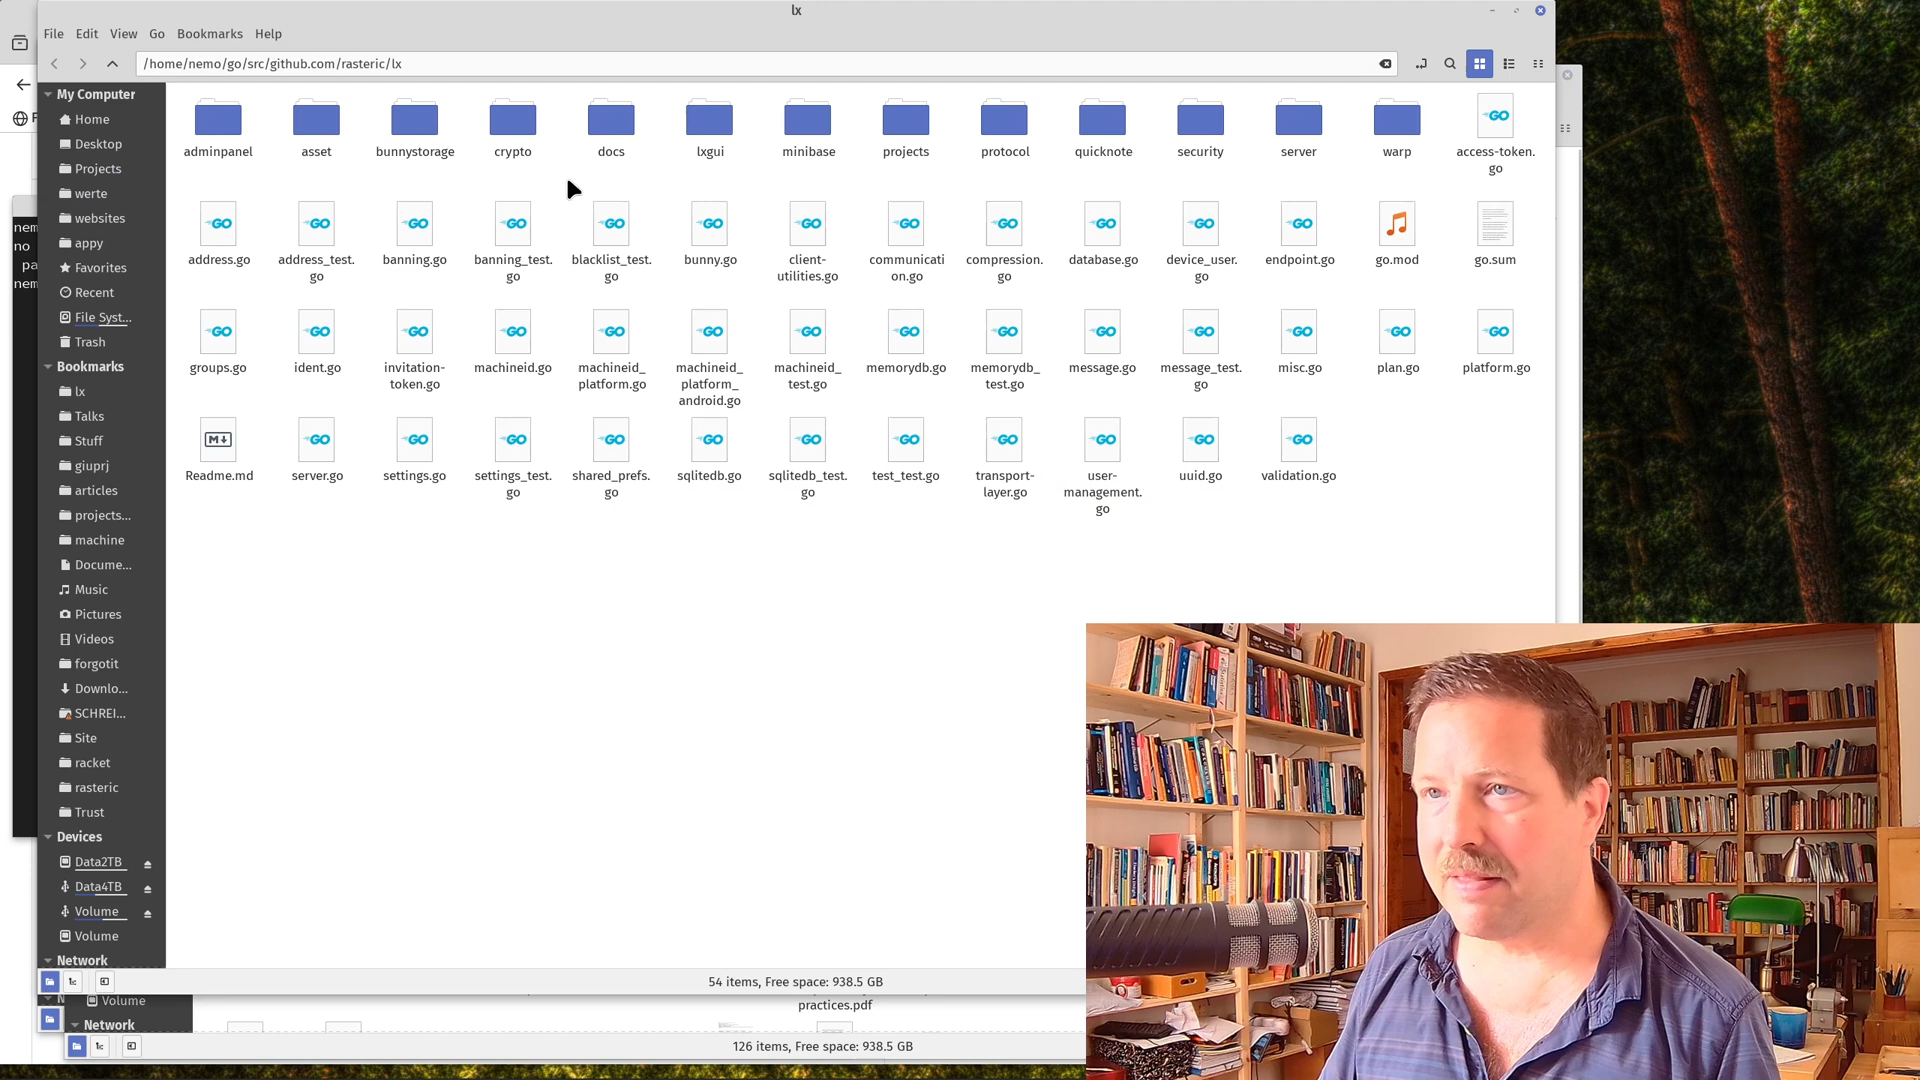 lx
File Edit View Go Bookmarks Help
/home/nemo/go/src/github.com/rasteric/lx
My Computer
Home
Desktop
Projects
werte
websites
appy
Favorites
Recent
File Syst...
Trash
Bookmarks
lx
Talks
Stuff
giuprj
articles
projects...
machine
Docume...
Music
Pictures
Videos
forgotit
Downlo...
SCHREI...
Site
racket
rasteric
Trust
Devices
Data2TB
Data4TB
Volume
Volume
Network
adminpanel asset bunnystorage crypto docs lxgui minibase projects protocol quicknote security server warp access-token.
go
address.go address_test. banning.go banning_test. blacklist_test. bunny.go client- communicati compression. database.go device_user. endpoint.go go.mod go.sum
go go go utilities.go on.go go go
groups.go ident.go invitation- machineid.go machineid_ machineid_ machineid_ memorydb.go memorydb_ message.go message_test. misc.go plan.go platform.go
token.go platform.go platform_ test.go test.go go
android.go
Readme.md server.go settings.go settings_test. shared_prefs. sqlitedb.go sqlitedb_test. test_test.go transport- user- uuid.go validation.go
go go go layer.go management.
go
54 items, Free space: 938.5 GB
practices.pdf
Volume
Network
126 items, Free space: 938.5 GB
nem
no
pa
nem